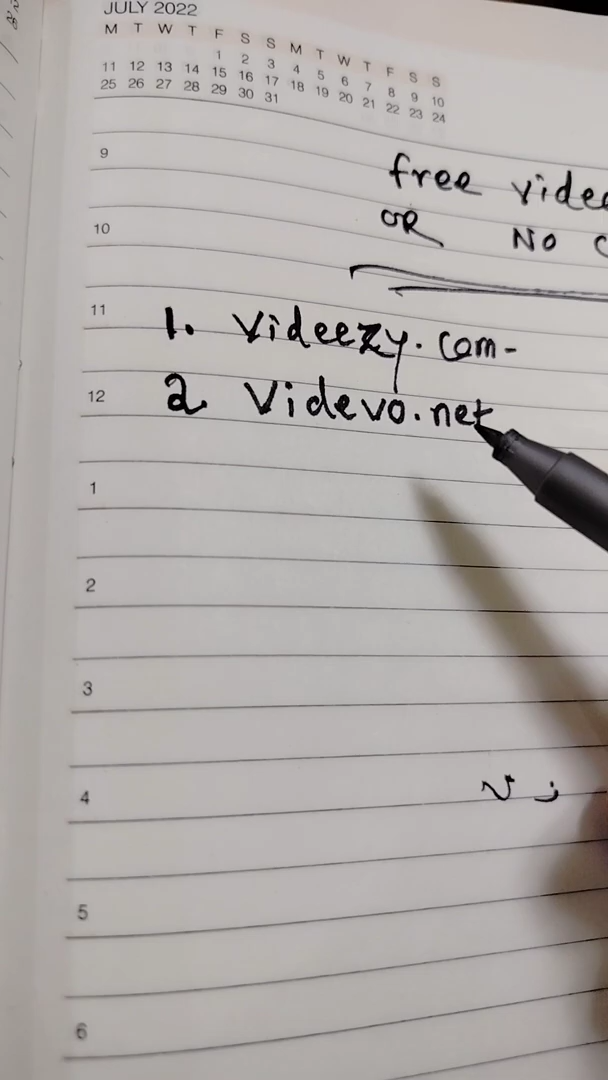 JULY 2022
M T W T F S S M T W T F S S
1 2 3 4 5 6 7 8 9 10
11 12 13 14 15 16 17 18 19 20 21 22 23 24
25 26 27 28 29 30 31
9
free video
OR NO
10
11
1. Videezy.com-
12
2 Videvo.net
1
2
3
4
vi
5
6